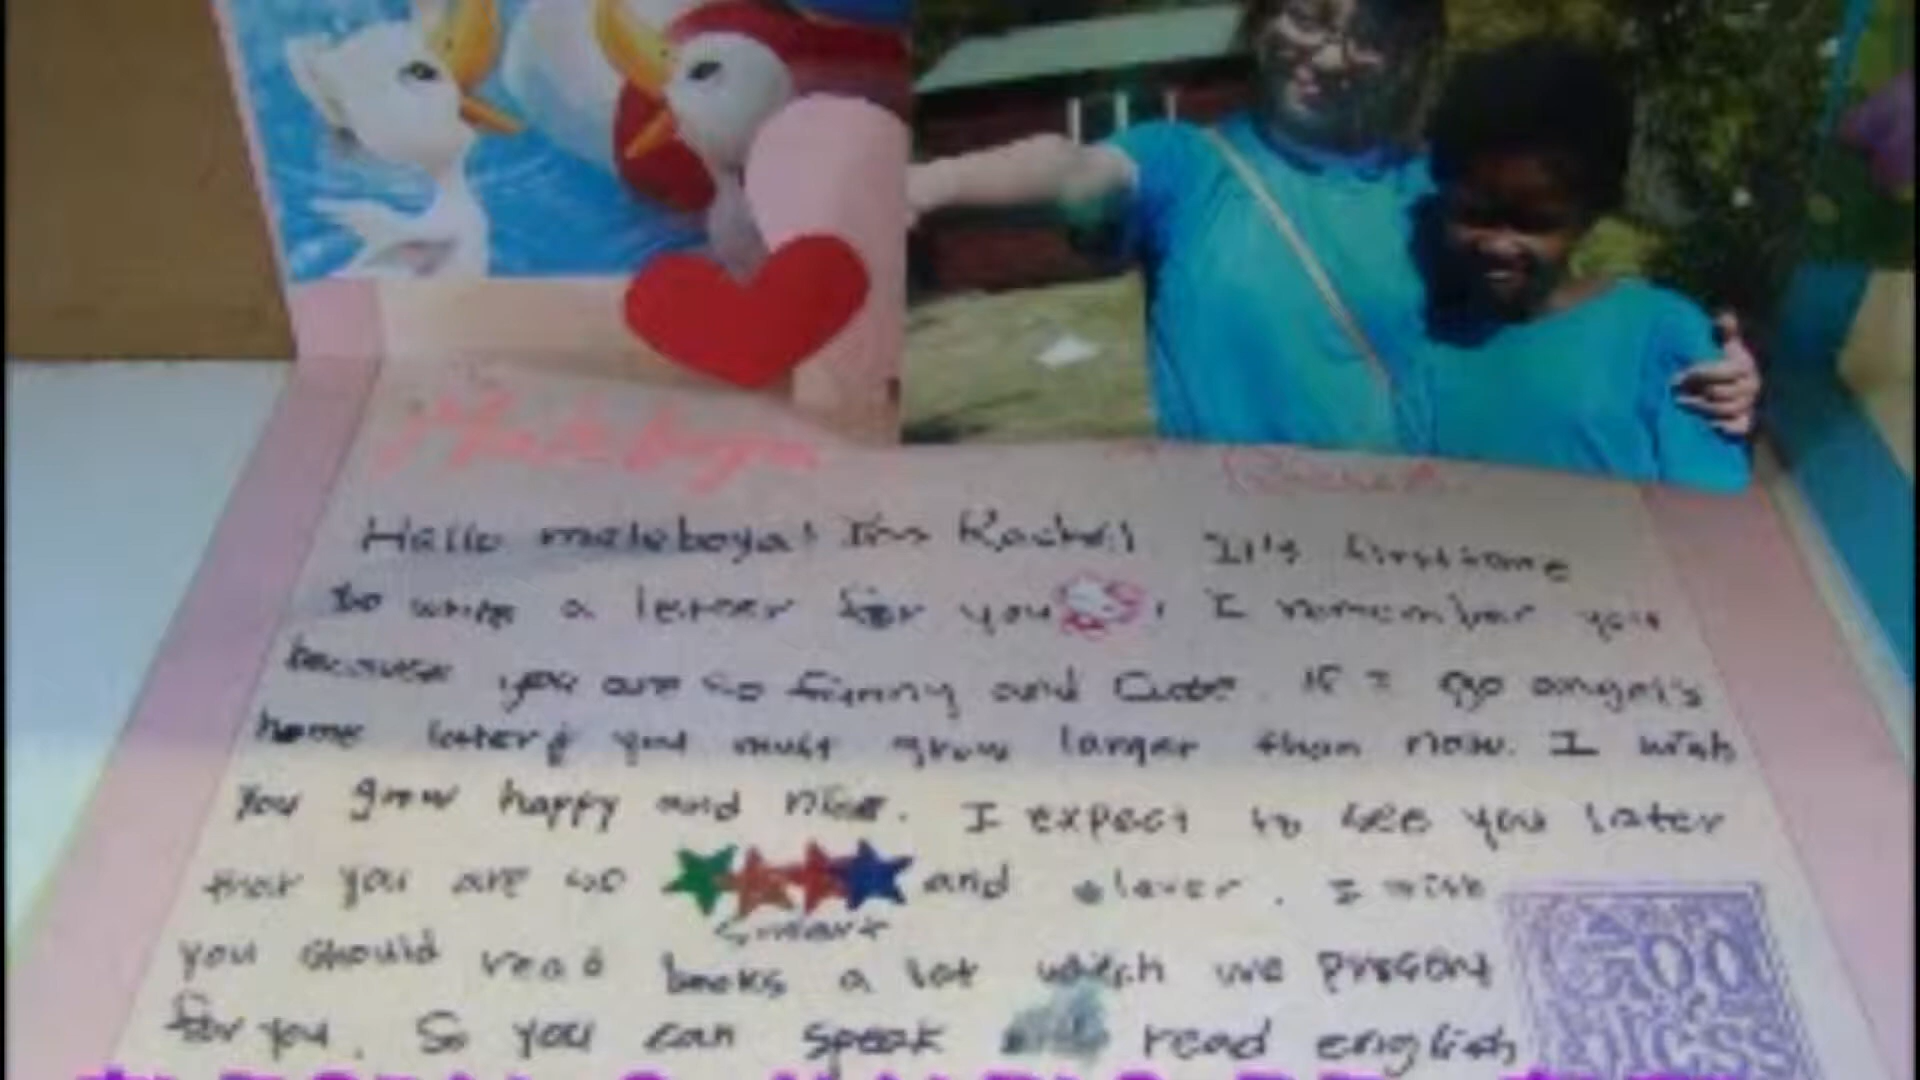 Hello maleboya! I'm Rachel. It's first time
to write a letter for you. I remember you
because you are so funny and Cute. If I go angel's
home later you must grow larger than now. I wish
you grow happy and nice. I expect to see you later
that you are so and clever. I wish
smart
you should read books a lot which we present
for you. So you can speak read english
God
Bless